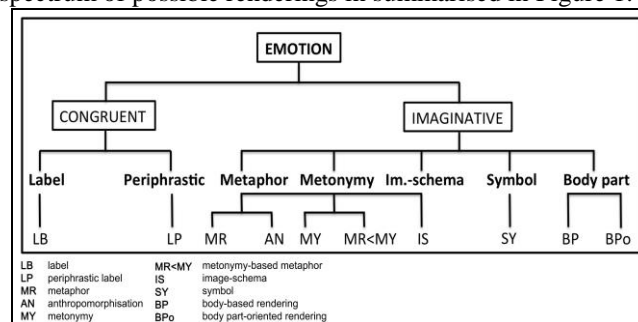 spectrum of possible renderings in summarised in Figure 1.
EMOTION
CONGRUENT IMAGINATIVE
Label Periphrastic Metaphor Metonymy Im.-schema Symbol Body part
LB LP MR AN MY MR<MY IS SY BP BPo
LB label MR<MY metonymy-based metaphor
LP periphrastic label IS image-schema
MR metaphor SY symbol
AN anthropomorphisation BP body-based rendering
MY metonymy BPo body part-oriented rendering